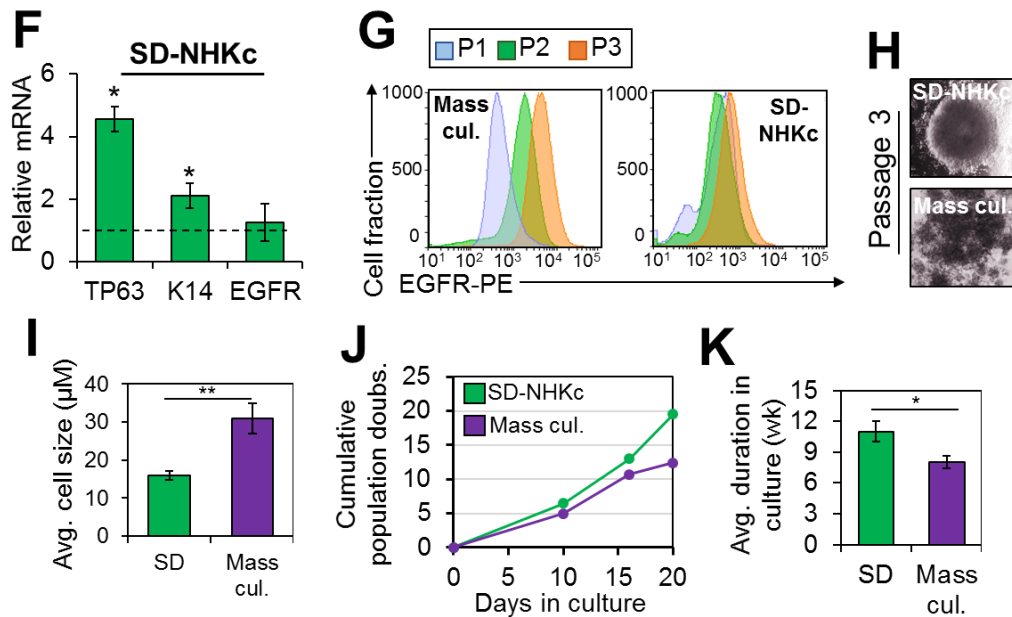 F
SD-NHKc
Relative mRNA
6
4
2
0
*
*
TP63 K14 EGFR
G
P1 P2 P3
Cell fraction
1000
500
0
Mass
cul.
10¹ 10² 10³ 10⁴ 10⁵
1000
500
0
SD-
NHKc
10¹ 10² 10³ 10⁴ 10⁵
EGFR-PE
H
Passage 3
SD-NHKc
Mass cul.
I
Avg. cell size (µM)
40
30
20
10
0
**
SD Mass
cul.
J
Cumulative
population doubs.
25
20
15
10
5
0
SD-NHKc
Mass cul.
0 5 10 15 20
Days in culture
K
Avg. duration in
culture (wk)
15
12
9
6
3
0
*
SD Mass
cul.